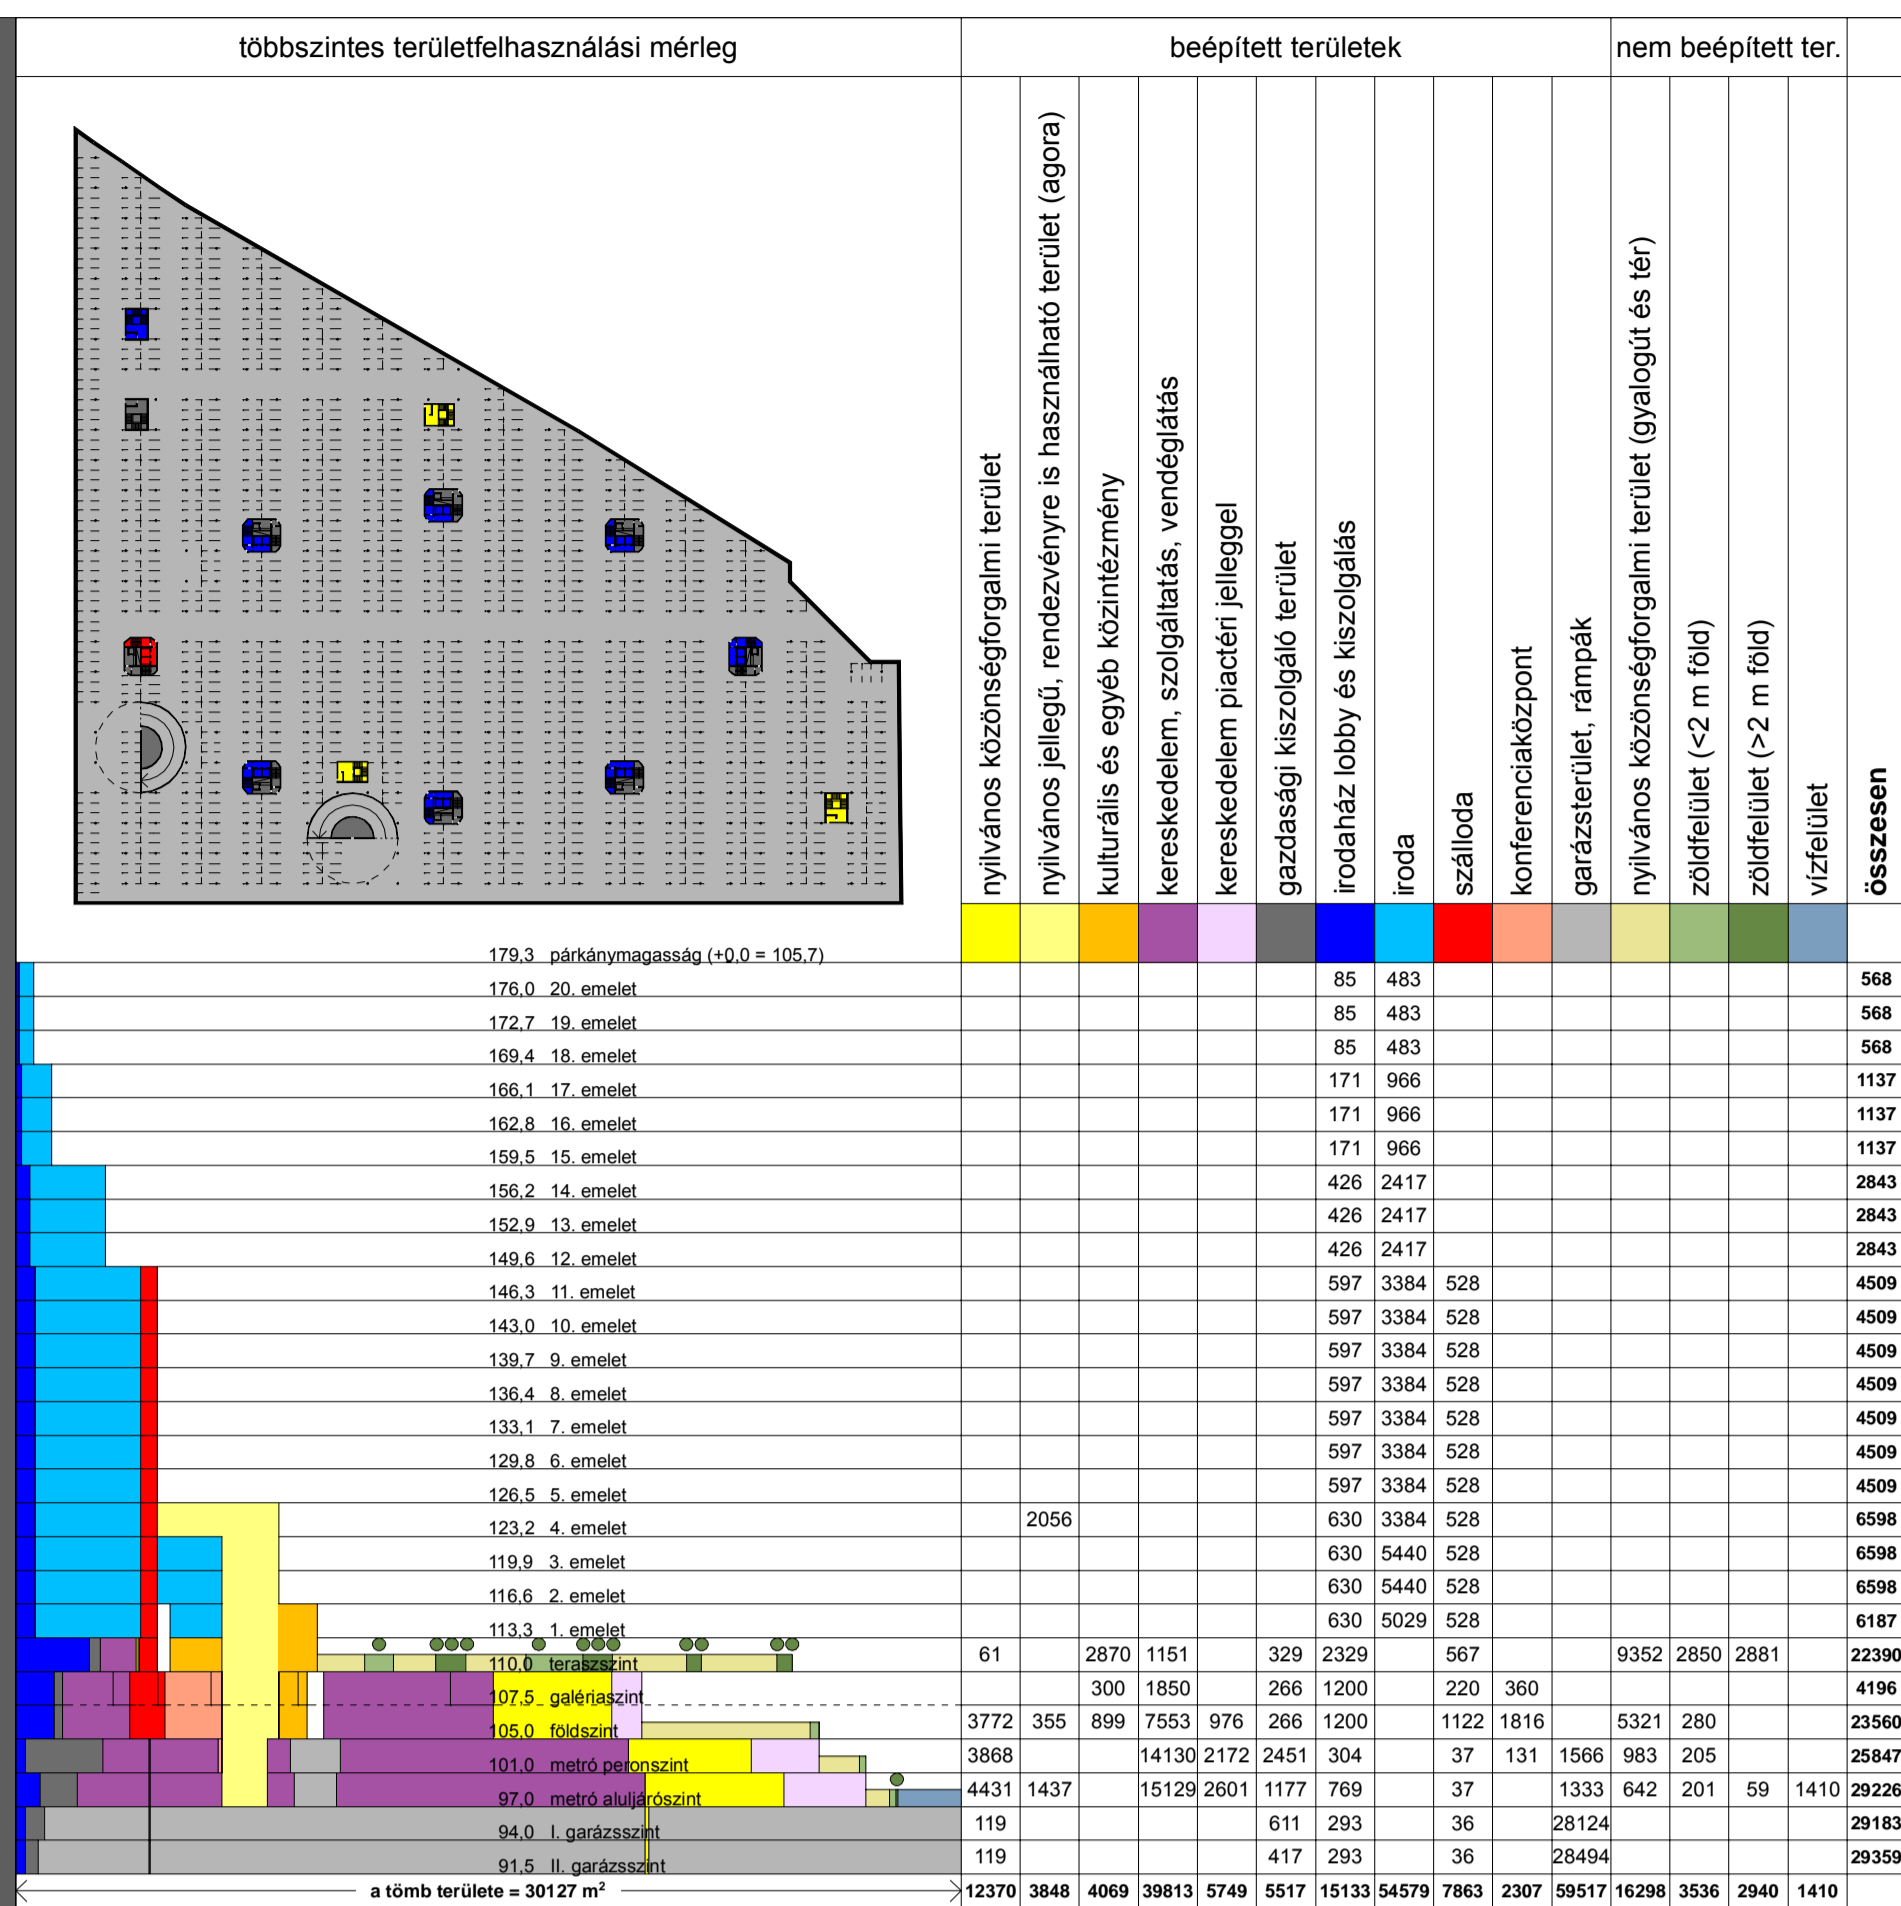 többszintes területfelhasználási mérleg beépített területek nem beépített ter.
nyilvános közönségforgalmi terület
nyilvános jellegű, rendezvényre is használható terület (agora)
kulturális és egyéb közintézmény
kereskedelem, szolgáltatás, vendéglátás
kereskedelem piactéri jelleggel
gazdasági kiszolgáló terület
irodaház lobby és kiszolgálás
iroda
szálloda
konferenciaközpont
garázsterület, rámpák
nyilvános közönségforgalmi terület (gyalogút és tér)
zöldfelület (<2 m föld)
zöldfelület (>2 m föld)
vízfelület
összesen
179,3 párkánymagasság (+0,0 = 105,7)
176,0 20. emelet 85 483 568
172,7 19. emelet 85 483 568
169,4 18. emelet 85 483 568
166,1 17. emelet 171 966 1137
162,8 16. emelet 171 966 1137
159,5 15. emelet 171 966 1137
156,2 14. emelet 426 2417 2843
152,9 13. emelet 426 2417 2843
149,6 12. emelet 426 2417 2843
146,3 11. emelet 597 3384 528 4509
143,0 10. emelet 597 3384 528 4509
139,7 9. emelet 597 3384 528 4509
136,4 8. emelet 597 3384 528 4509
133,1 7. emelet 597 3384 528 4509
129,8 6. emelet 597 3384 528 4509
126,5 5. emelet 597 3384 528 4509
123,2 4. emelet 2056 630 3384 528 6598
119,9 3. emelet 630 5440 528 6598
116,6 2. emelet 630 5440 528 6598
113,3 1. emelet 630 5029 528 6187
110,0 teraszszint 61 2870 1151 329 2329 567 9352 2850 2881 22390
107,5 galériaszint 300 1850 266 1200 220 360 4196
105,0 földszint 3772 355 899 7553 976 266 1200 1122 1816 5321 280 23560
101,0 metró peronszint 3868 14130 2172 2451 304 37 131 1566 983 205 25847
97,0 metró aluljárószint 4431 1437 15129 2601 1177 769 37 1333 642 201 59 1410 29226
94,0 I. garázsszint 119 611 293 36 28124 29183
91,5 II. garázsszint 119 417 293 36 28494 29359
a tömb területe = 30127 m² 12370 3848 4069 39813 5749 5517 15133 54579 7863 2307 59517 16298 3536 2940 1410